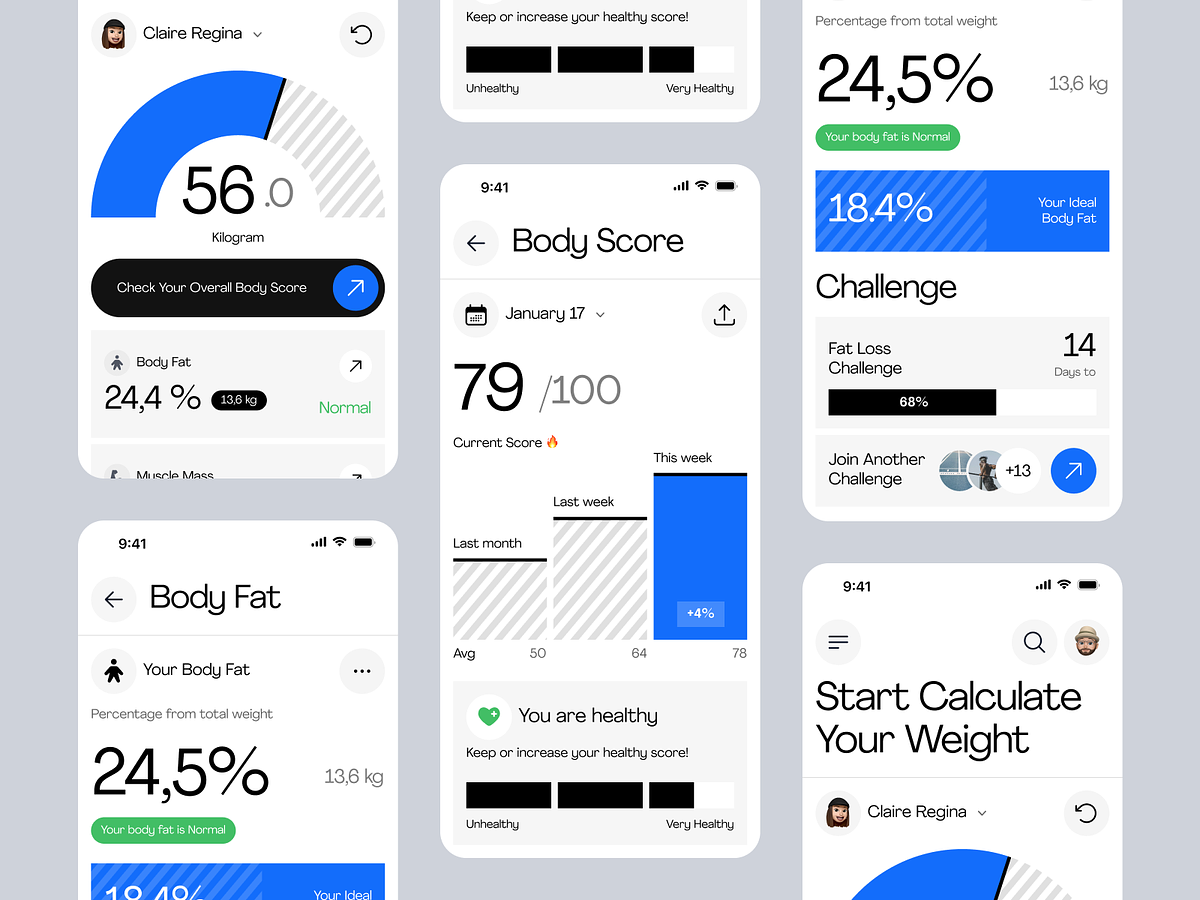 Claire Regina
56.0
Kilogram
Check Your Overall Body Score
Body Fat
24,4 %
13,6 kg
Normal
Muscle Mass
9:41
Body Fat
Your Body Fat
Percentage from total weight
24,5%
13,6 kg
Your body fat is Normal
18.4%
Your Ideal
Keep or increase your healthy score!
Unhealthy
Very Healthy
9:41
Body Score
January 17
79 /100
Current Score
This week
Last week
Last month
+4%
Avg
50
64
78
You are healthy
Keep or increase your healthy score!
Unhealthy
Very Healthy
Percentage from total weight
24,5%
13,6 kg
Your body fat is Normal
18.4%
Your Ideal
Body Fat
Challenge
Fat Loss
Challenge
14
Days to
68%
Join Another
Challenge
+13
9:41
Start Calculate
Your Weight
Claire Regina